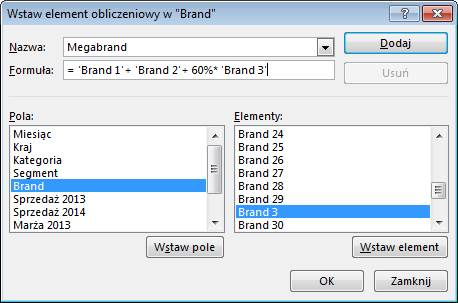 Wstaw element obliczeniowy w "Brand"
Nazwa: Megabrand Dodaj
Formuła: = 'Brand 1'+ 'Brand 2'+ 60%* 'Brand 3' Usuń
Pola: Elementy:
Miesiąc Brand 24
Kraj Brand 25
Kategoria Brand 26
Segment Brand 27
Brand Brand 28
Sprzedaż 2013 Brand 29
Sprzedaż 2014 Brand 3
Marża 2013 Brand 30
Wstaw pole Wstaw element
OK Zamknij